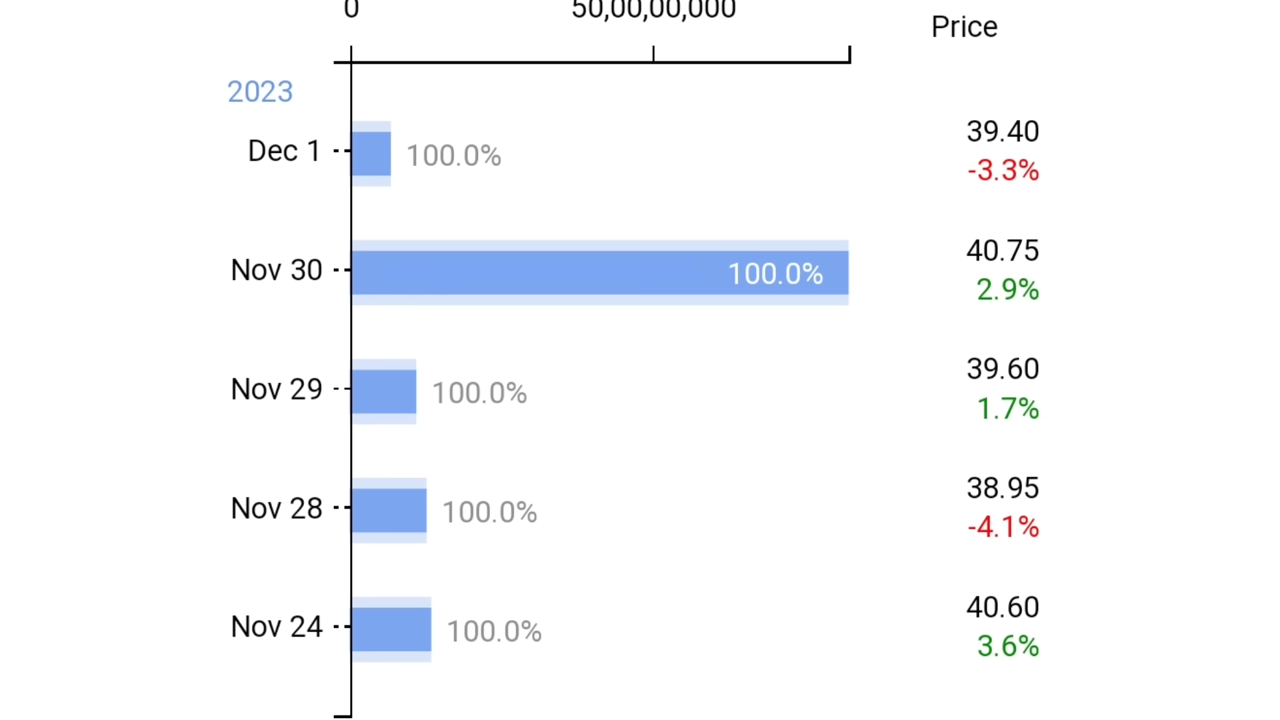 0 50,00,00,000 Price
2023
Dec 1 100.0% 39.40
-3.3%
Nov 30 100.0% 40.75
2.9%
Nov 29 100.0% 39.60
1.7%
Nov 28 100.0% 38.95
-4.1%
Nov 24 100.0% 40.60
3.6%